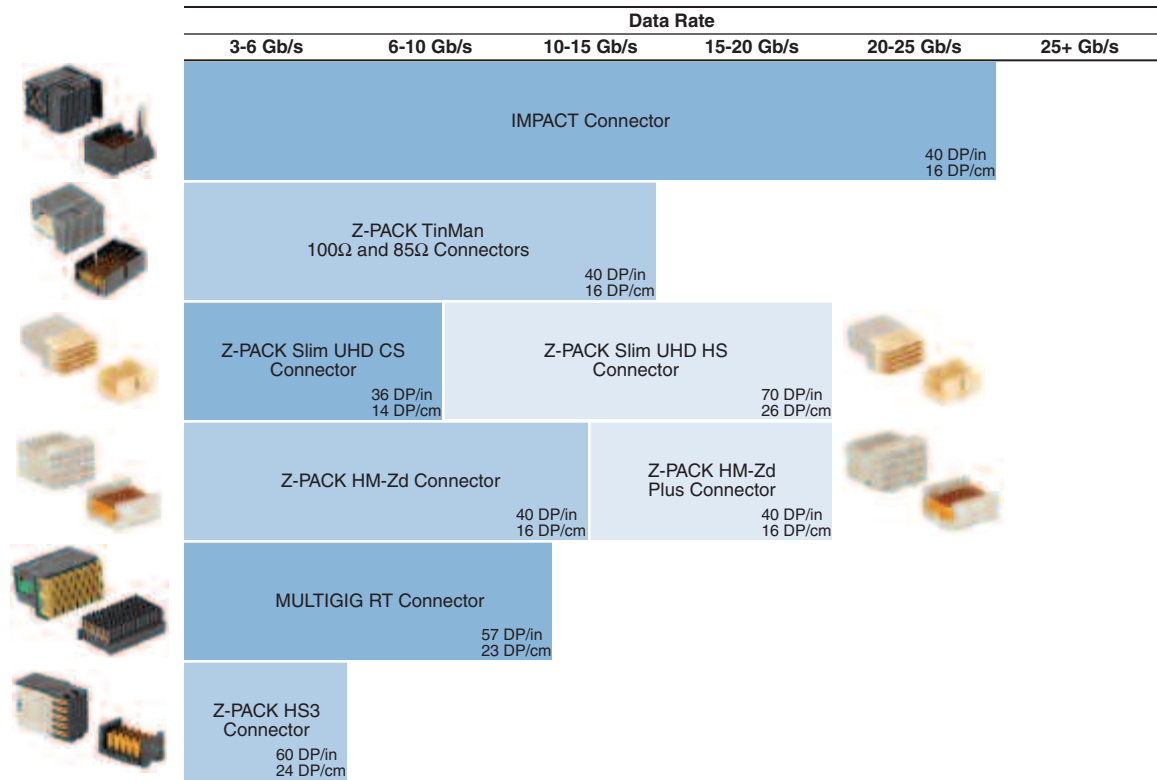 Data Rate
3-6 Gb/s 6-10 Gb/s 10-15 Gb/s 15-20 Gb/s 20-25 Gb/s 25+ Gb/s
IMPACT Connector
40 DP/in
16 DP/cm
Z-PACK TinMan
100Ω and 85Ω Connectors
40 DP/in
16 DP/cm
Z-PACK Slim UHD CS
Connector
36 DP/in
14 DP/cm
Z-PACK Slim UHD HS
Connector
70 DP/in
26 DP/cm
Z-PACK HM-Zd Connector
40 DP/in
16 DP/cm
Z-PACK HM-Zd
Plus Connector
40 DP/in
16 DP/cm
MULTIGIG RT Connector
57 DP/in
23 DP/cm
Z-PACK HS3
Connector
60 DP/in
24 DP/cm